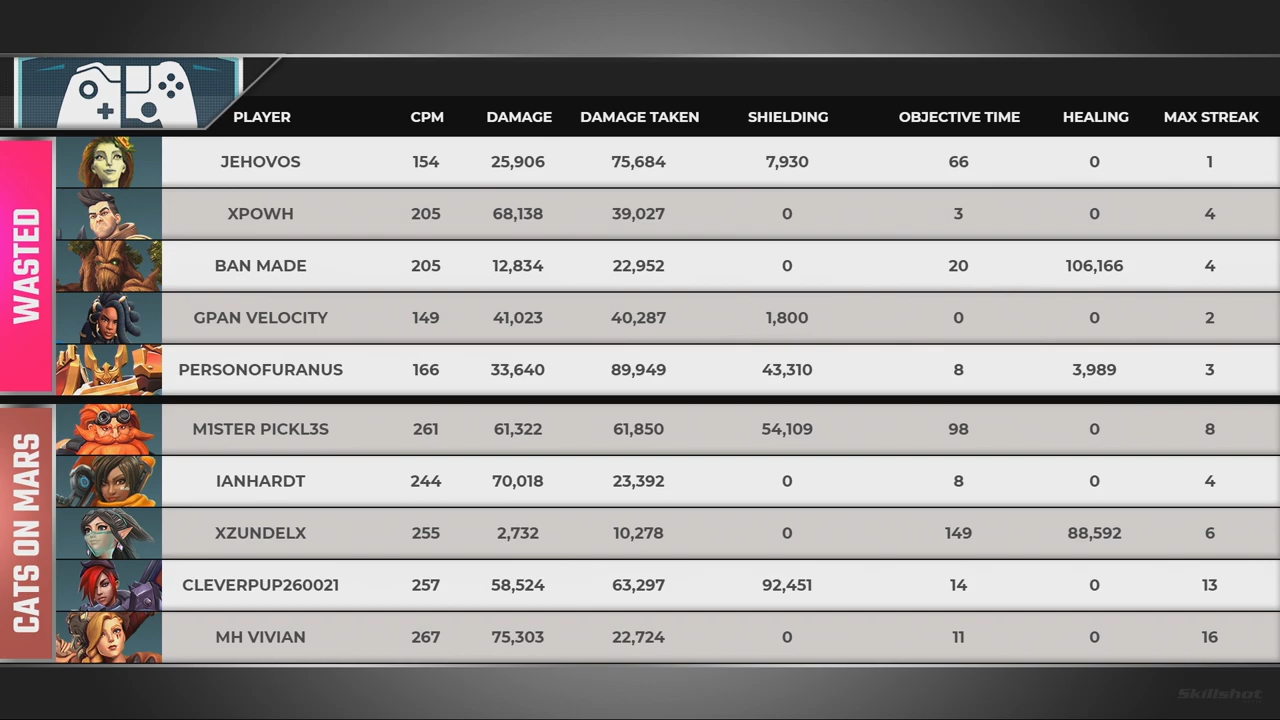 PLAYER CPM DAMAGE DAMAGE TAKEN SHIELDING OBJECTIVE TIME HEALING MAX STREAK
WASTED
JEHOVOS 154 25,906 75,684 7,930 66 0 1
XPOWH 205 68,138 39,027 0 3 0 4
BAN MADE 205 12,834 22,952 0 20 106,166 4
GPAN VELOCITY 149 41,023 40,287 1,800 0 0 2
PERSONOFURANUS 166 33,640 89,949 43,310 8 3,989 3
CATS ON MARS
M1STER PICKL3S 261 61,322 61,850 54,109 98 0 8
IANHARDT 244 70,018 23,392 0 8 0 4
XZUNDELX 255 2,732 10,278 0 149 88,592 6
CLEVERPUP260021 257 58,524 63,297 92,451 14 0 13
MH VIVIAN 267 75,303 22,724 0 11 0 16
Skillshot